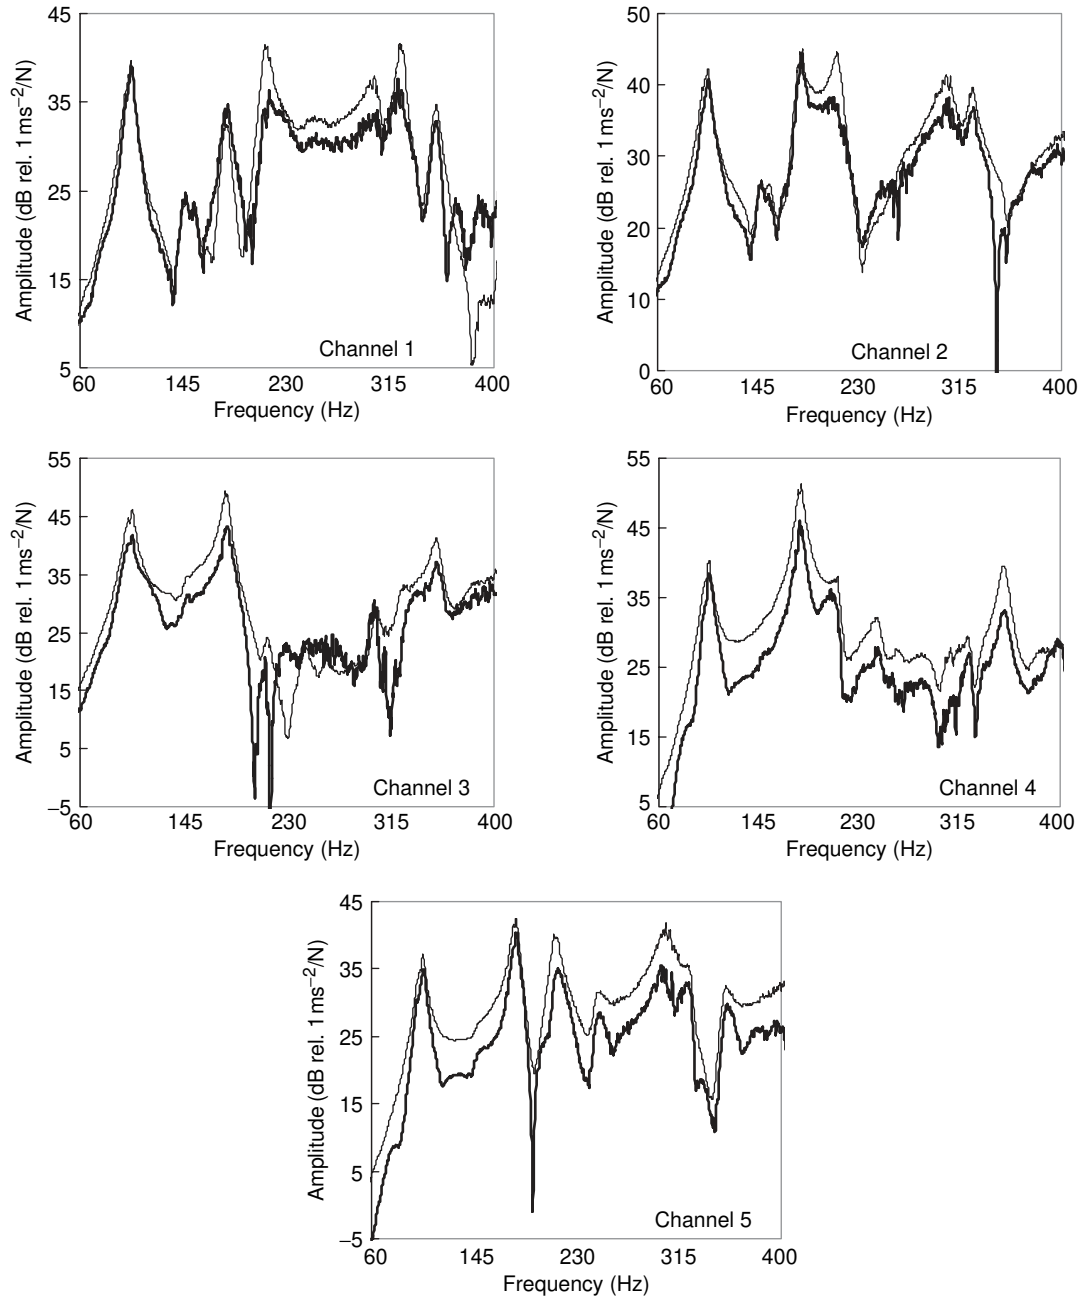 45
35
25
15
5
Amplitude (dB rel. 1 ms−2/N)
Channel 1
60 145 230 315 400
Frequency (Hz)
50
40
30
20
10
0
Amplitude (dB rel. 1 ms−2/N)
Channel 2
60 145 230 315 400
Frequency (Hz)
55
45
35
25
15
5
−5
Amplitude (dB rel. 1 ms−2/N)
Channel 3
60 145 230 315 400
Frequency (Hz)
55
45
35
25
15
5
Amplitude (dB rel. 1 ms−2/N)
Channel 4
60 145 230 315 400
Frequency (Hz)
45
35
25
15
5
−5
Amplitude (dB rel. 1 ms−2/N)
Channel 5
60 145 230 315 400
Frequency (Hz)